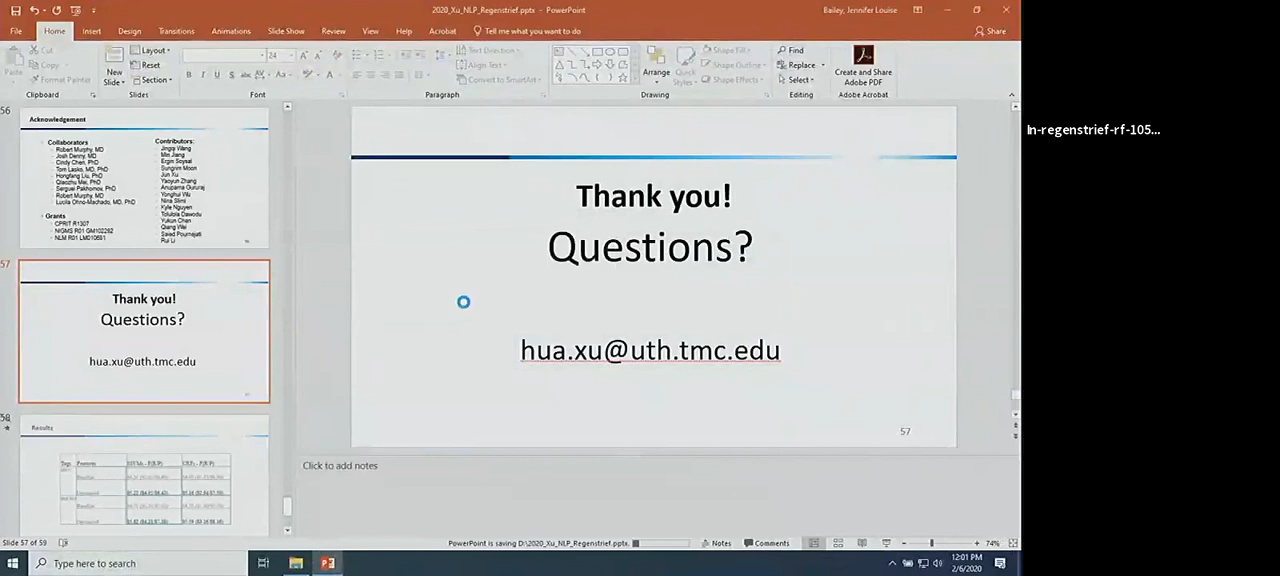 2020_Xu_NLP_Regenstrief.pptx - PowerPoint
Bailey, Jennifer Louise
File Home Insert Design Transitions Animations Slide Show Review View Help Acrobat Tell me what you want to do
Share
Cut
Copy
Format Painter
Paste
Clipboard
New
Slide
Layout
Reset
Section
Slides
24
Font
Text Direction
Align Text
Convert to SmartArt
Paragraph
Arrange
Quick
Styles
Shape Fill
Shape Outline
Shape Effects
Drawing
Find
Replace
Select
Editing
Create and Share
Adobe PDF
Adobe Acrobat
In-regenstrief-rf-105...
56
Acknowledgement
Collaborators
Robert Murphy, MD
Josh Denny, MD
Cindy Chen, PhD
Tom Lasko, MD, PhD
Hongfang Liu, PhD
Qiaozhu Mei, PhD
Serguei Pakhomov, PhD
Robert Murphy, MD
Lucila Ohno-Machado, MD, PhD
Grants
CPRIT R1307
NIGMS R01 GM102282
NLM R01 LM010681
Contributors:
Jingqi Wang
Min Jiang
Ergin Soysal
Sungrim Moon
Jun Xu
Yaoyun Zhang
Anupama Gururaj
Yonghui Wu
Kyle Nguyen
Tolulola Dawodu
Yukun Chen
Qiang Wei
Saeid Pournejati
Rui Li
57
Thank you!
Questions?
hua.xu@uth.tmc.edu
58
Results
Thank you!
Questions?
hua.xu@uth.tmc.edu
57
Click to add notes
Slide 57 of 59
PowerPoint is saving D:\2020_Xu_NLP_Regenstrief.pptx
Notes
Comments
74%
Type here to search
12:01 PM
2/6/2020